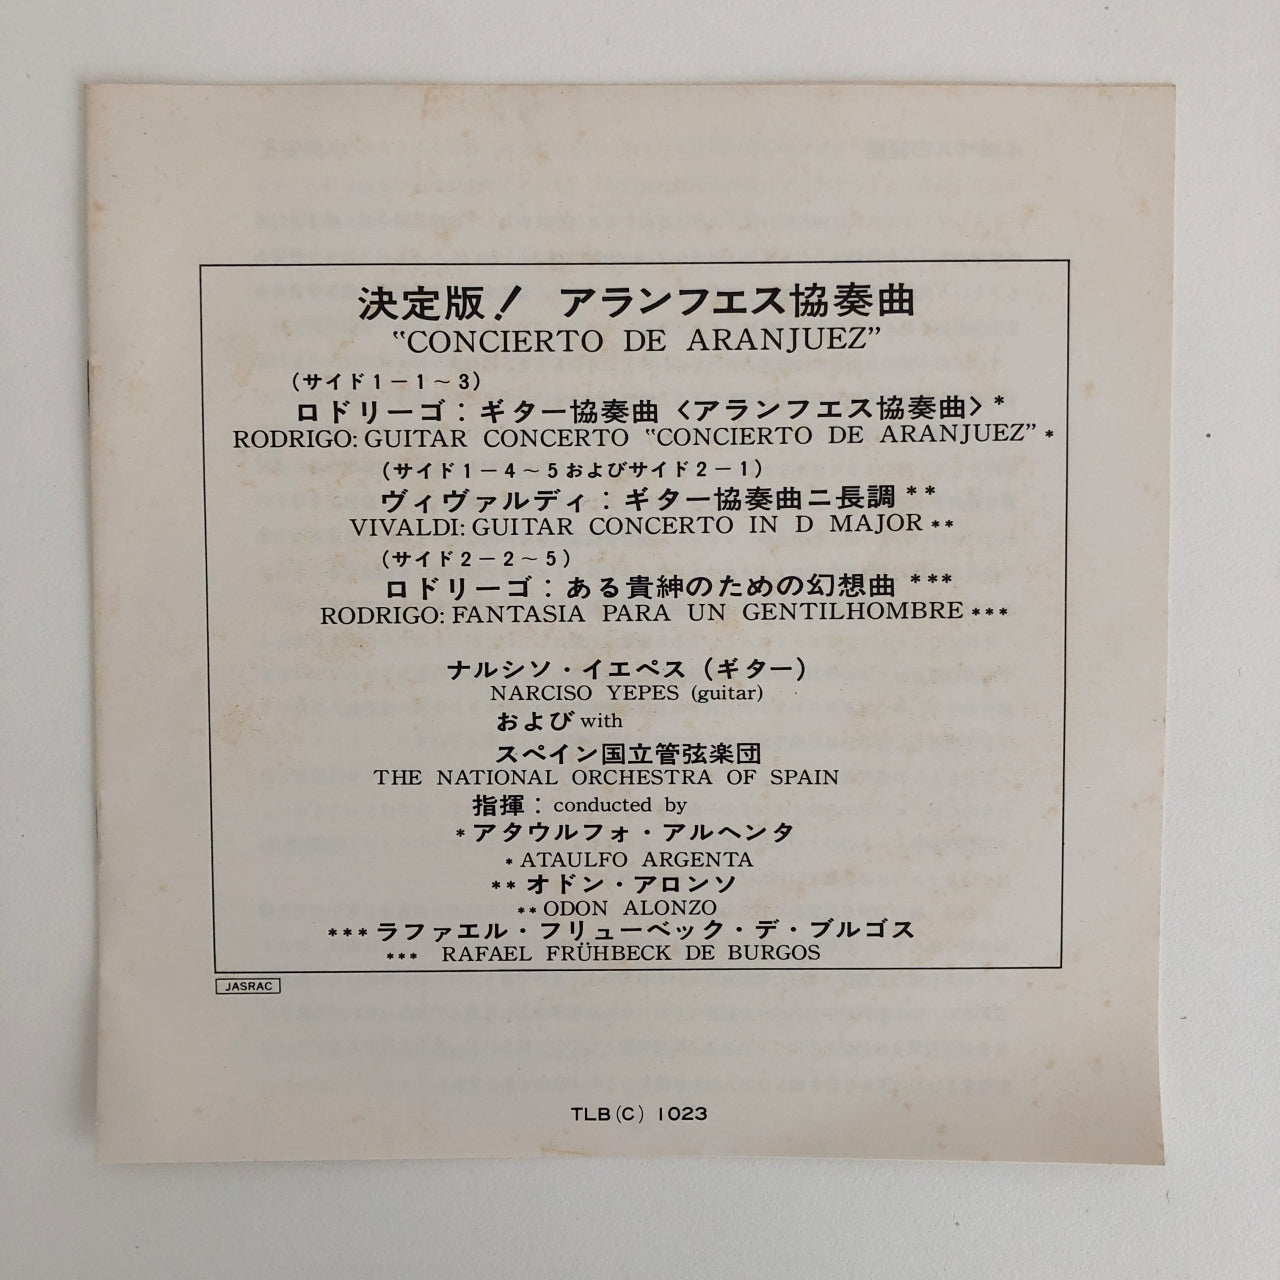 決定版! アランフエス協奏曲
“CONCIERTO DE ARANJUEZ”
(サイド1－1～3)
ロドリーゴ：ギター協奏曲〈アランフエス協奏曲〉*
RODRIGO: GUITAR CONCERTO “CONCIERTO DE ARANJUEZ” *
(サイド1－4～5およびサイド2－1)
ヴィヴァルディ：ギター協奏曲ニ長調 **
VIVALDI: GUITAR CONCERTO IN D MAJOR **
(サイド2－2～5)
ロドリーゴ：ある貴紳のための幻想曲 ***
RODRIGO: FANTASIA PARA UN GENTILHOMBRE ***
ナルシソ・イエペス (ギター)
NARCISO YEPES (guitar)
および with
スペイン国立管弦楽団
THE NATIONAL ORCHESTRA OF SPAIN
指揮：conducted by
*アタウルフォ・アルヘンタ
*ATAULFO ARGENTA
**オドン・アロンソ
**ODON ALONZO
***ラファエル・フリューベック・デ・ブルゴス
*** RAFAEL FRÜHBECK DE BURGOS
JASRAC
TLB(C) 1023